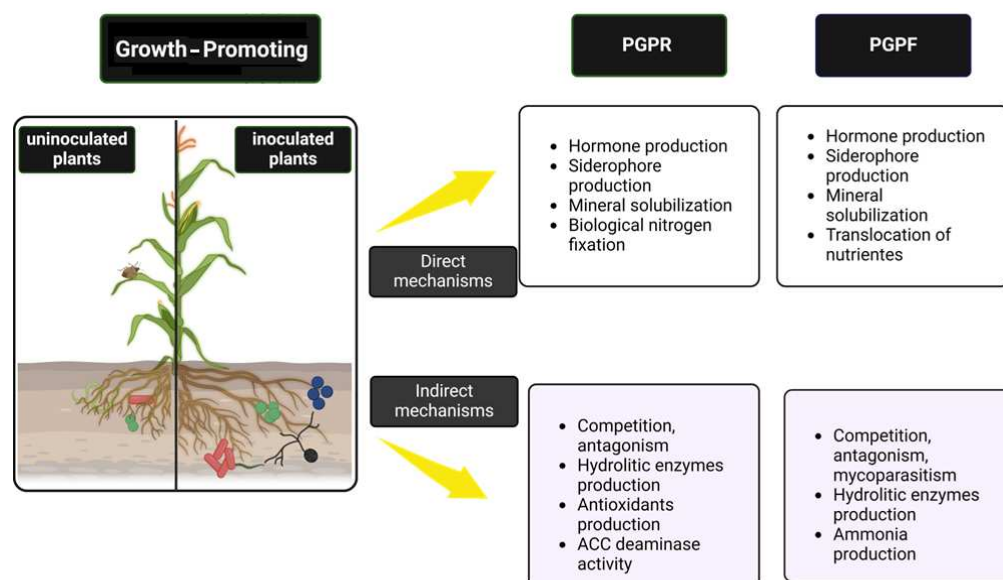 Growth-Promoting
PGPR
PGPF
uninoculated
plants
inoculated
plants
Direct
mechanisms
• Hormone production
• Siderophore
production
• Mineral solubilization
• Biological nitrogen
fixation
• Hormone production
• Siderophore
production
• Mineral
solubilization
• Translocation of
nutrientes
Indirect
mechanisms
• Competition,
antagonism
• Hydrolitic enzymes
production
• Antioxidants
production
• ACC deaminase
activity
• Competition,
antagonism,
mycoparasitism
• Hydrolitic enzymes
production
• Ammonia
production